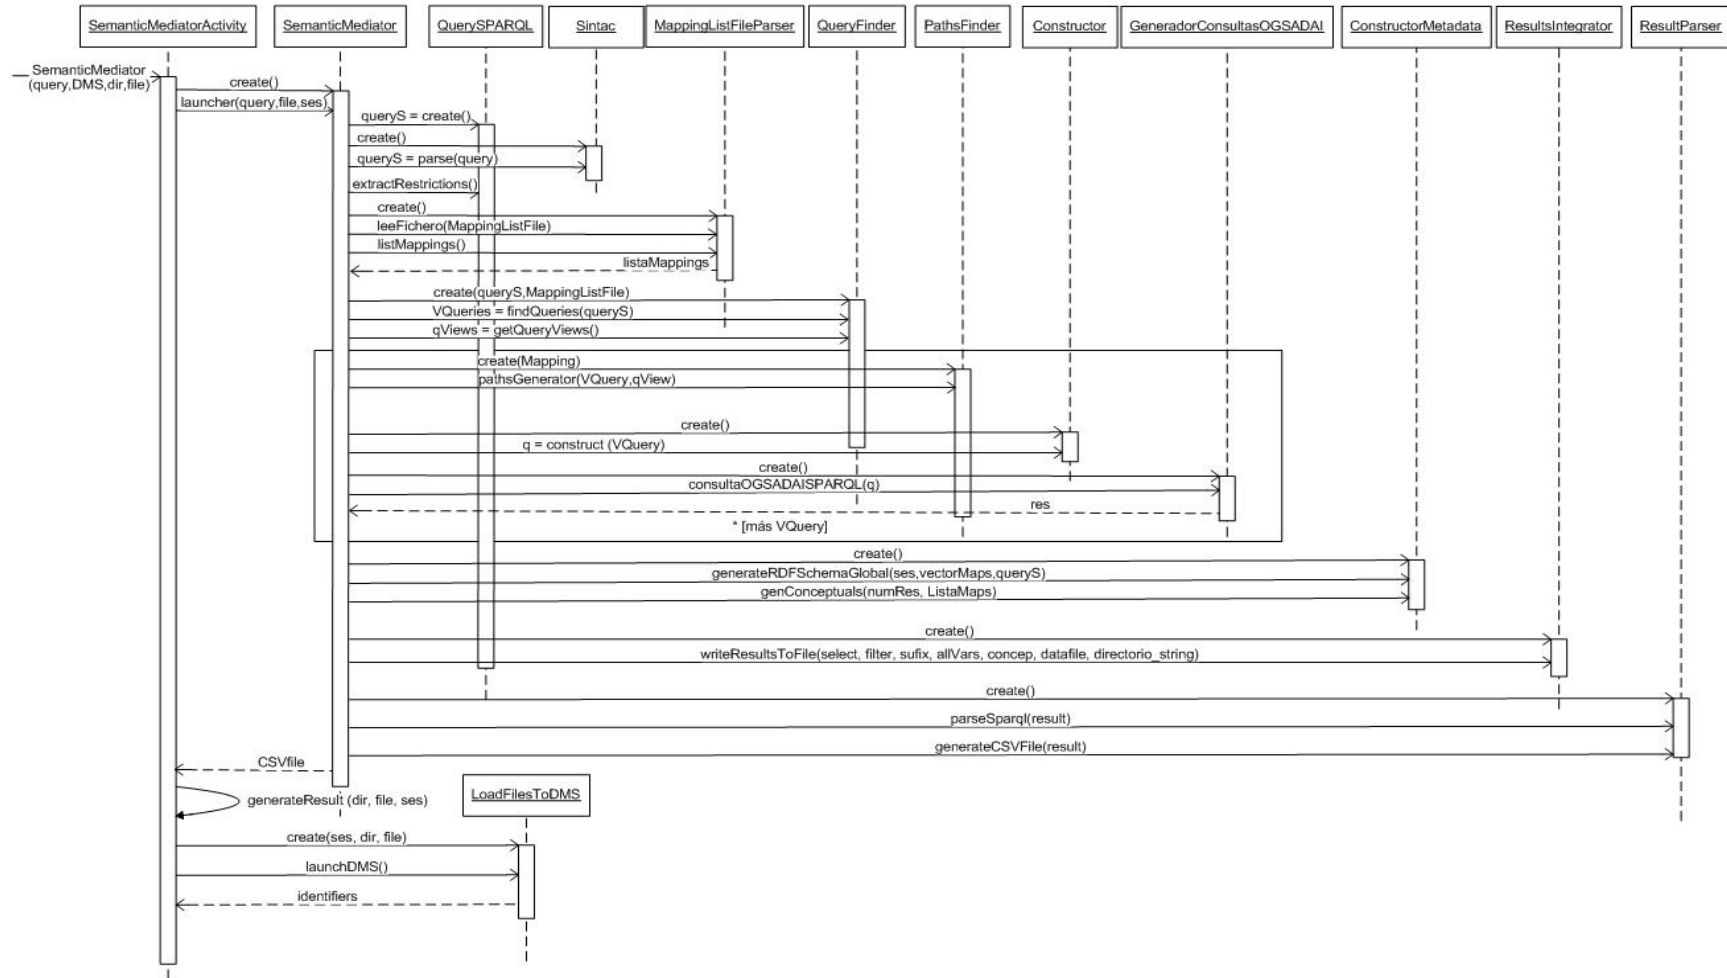 SemanticMediatorActivity
SemanticMediator
QuerySPARQL
Sintac
MappingListFileParser
QueryFinder
PathsFinder
Constructor
GeneradorConsultasOGSADAI
ConstructorMetadata
ResultsIntegrator
ResultParser
SemanticMediator
(query,DMS,dir,file)
create()
launcher(query,file,ses)
queryS = create()
create()
queryS = parse(query)
extractRestrictions()
create()
leeFichero(MappingListFile)
listMappings()
listaMappings
create(queryS,MappingListFile)
VQueries = findQueries(queryS)
qViews = getQueryViews()
create(Mapping)
pathsGenerator(VQuery,qView)
create()
q = construct (VQuery)
create()
consultaOGSADAISPARQL(q)
res
* [más VQuery]
create()
generateRDFSchemaGlobal(ses,vectorMaps,queryS)
genConceptuals(numRes, ListaMaps)
create()
writeResultsToFile(select, filter, sufix, allVars, concep, datafile, directorio_string)
create()
parseSparql(result)
generateCSVFile(result)
CSVfile
generateResult (dir, file, ses)
LoadFilesToDMS
create(ses, dir, file)
launchDMS()
identifiers